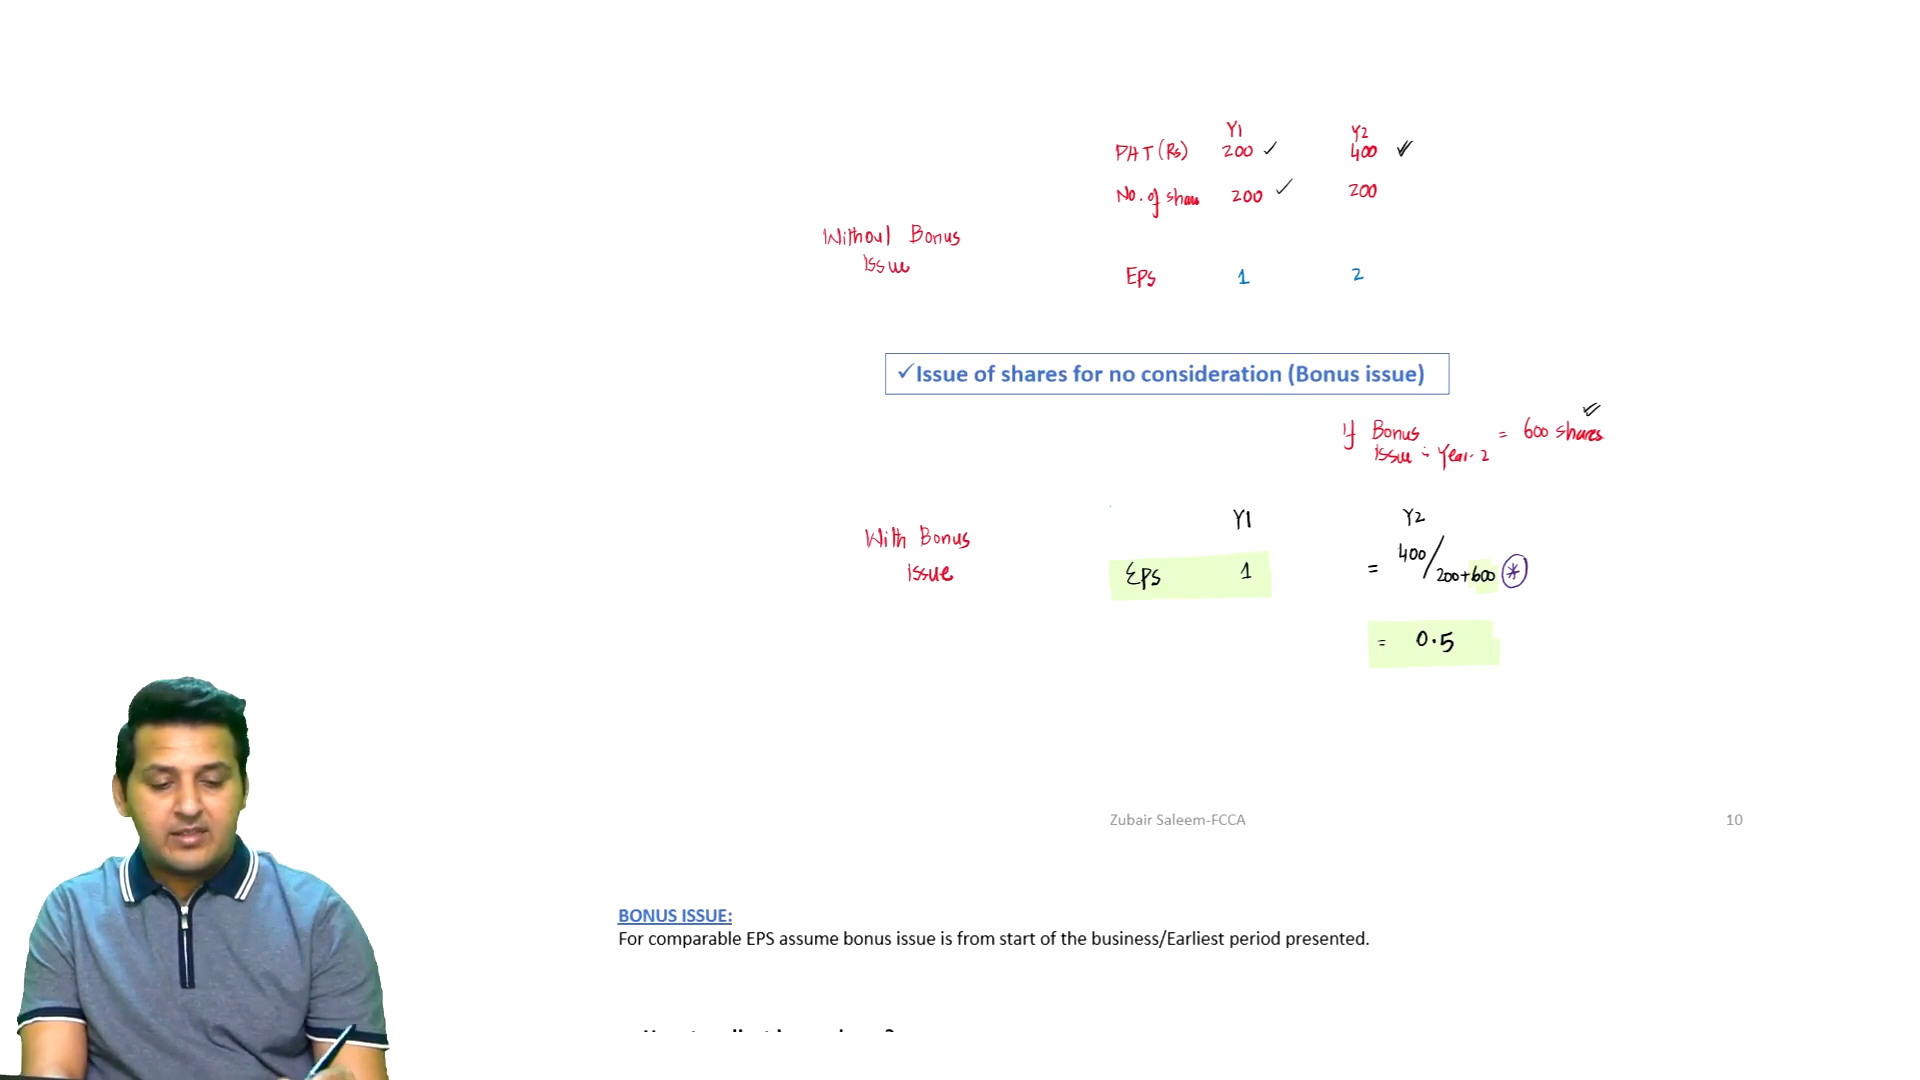 Y1 Y2
PAT (Rs) 200 ✓ 400 ✓
No. of share 200 ✓ 200
Without Bonus
Issue
EPS 1 2
✓Issue of shares for no consideration (Bonus issue)
If Bonus = 600 shares
Issue - Year-2
Y1 Y2
With Bonus
issue
EPS 1 = 400/200+600 *
= 0.5
Zubair Saleem-FCCA 10
BONUS ISSUE:
For comparable EPS assume bonus issue is from start of the business/Earliest period presented.